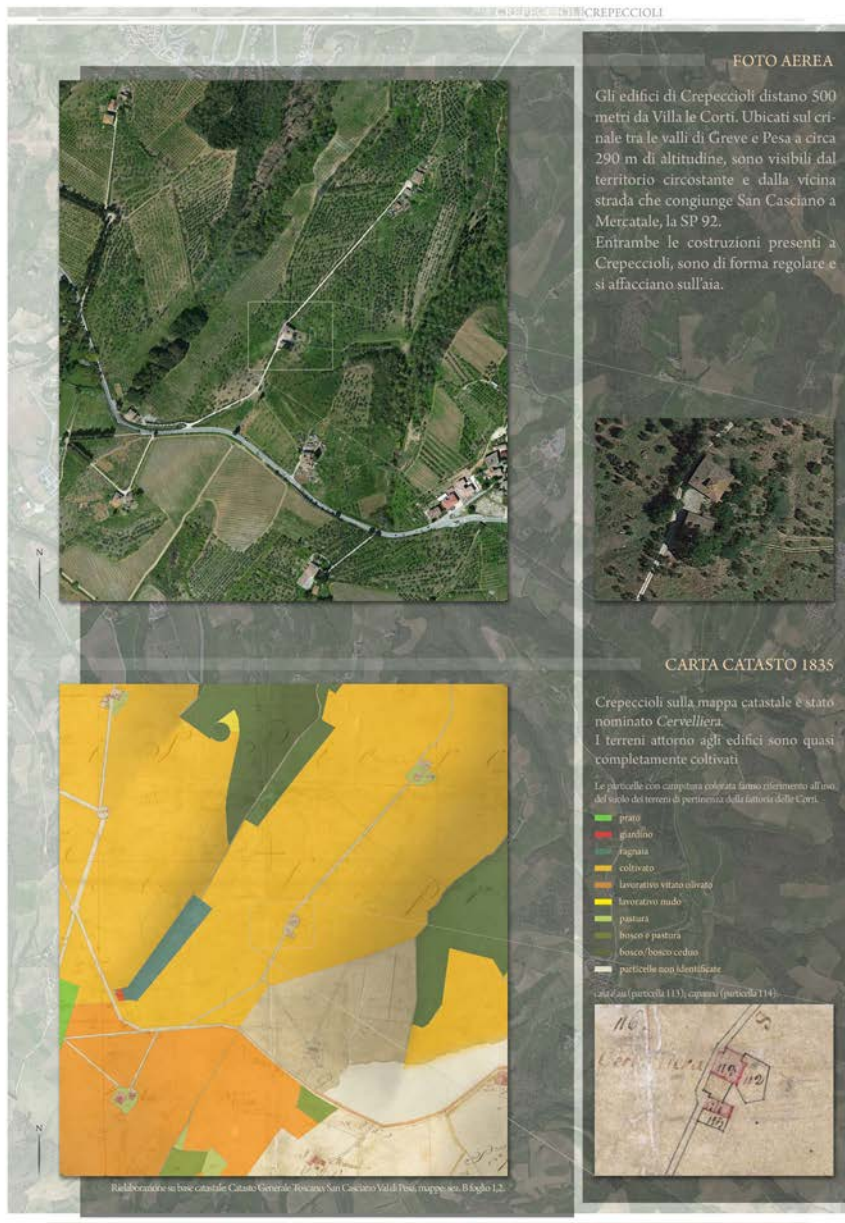 CREPECCIOLI CREPECCIOLI
FOTO AEREA
Gli edifici di Crepeccioli distano 500
metri da Villa le Corti. Ubicati sul cri-
nale tra le valli di Greve e Pesa a circa
290 m di altitudine, sono visibili dal
territorio circostante e dalla vicina
strada che congiunge San Casciano a
Mercatale, la SP 92.
Entrambe le costruzioni presenti a
Crepeccioli, sono di forma regolare e
si affacciano sull'aia.
N
CARTA CATASTO 1835
Crepeccioli sulla mappa catastale è stato
nominato Cervelliera.
I terreni attorno agli edifici sono quasi
completamente coltivati
Le particelle con campitura colorata fanno riferimento all'uso
del suolo dei terreni di pertinenza della fattoria delle Corti.
prato
giardino
ragnaia
coltivato
lavorativo vitato olivato
lavorativo nudo
pastura
bosco e pastura
bosco/bosco ceduo
particelle non identificate
casa e aia (particella 113); capanna (particella 114)
116
112
N
Rielaborazione su base catastale: Catasto Generale Toscano, San Casciano Val di Pesa, mappe, sez. B foglio 1,2.